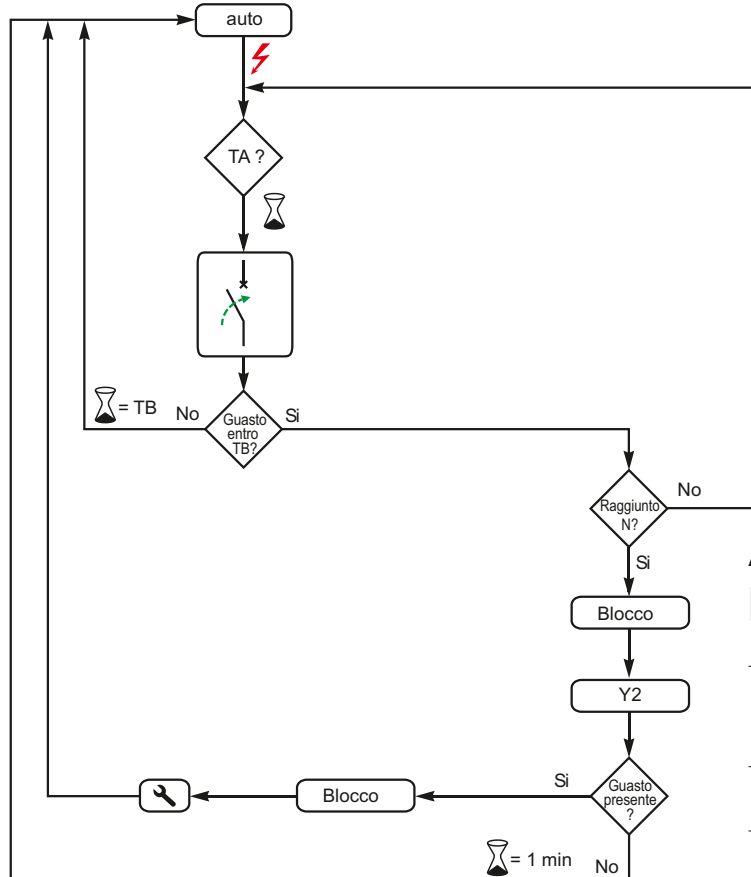 auto
TA ?
= TB
No
Guasto
entro
TB?
Si
Raggiunto
N?
No
Si
Blocco
Y2
Guasto
presente
?
Si
Blocco
= 1 min
No